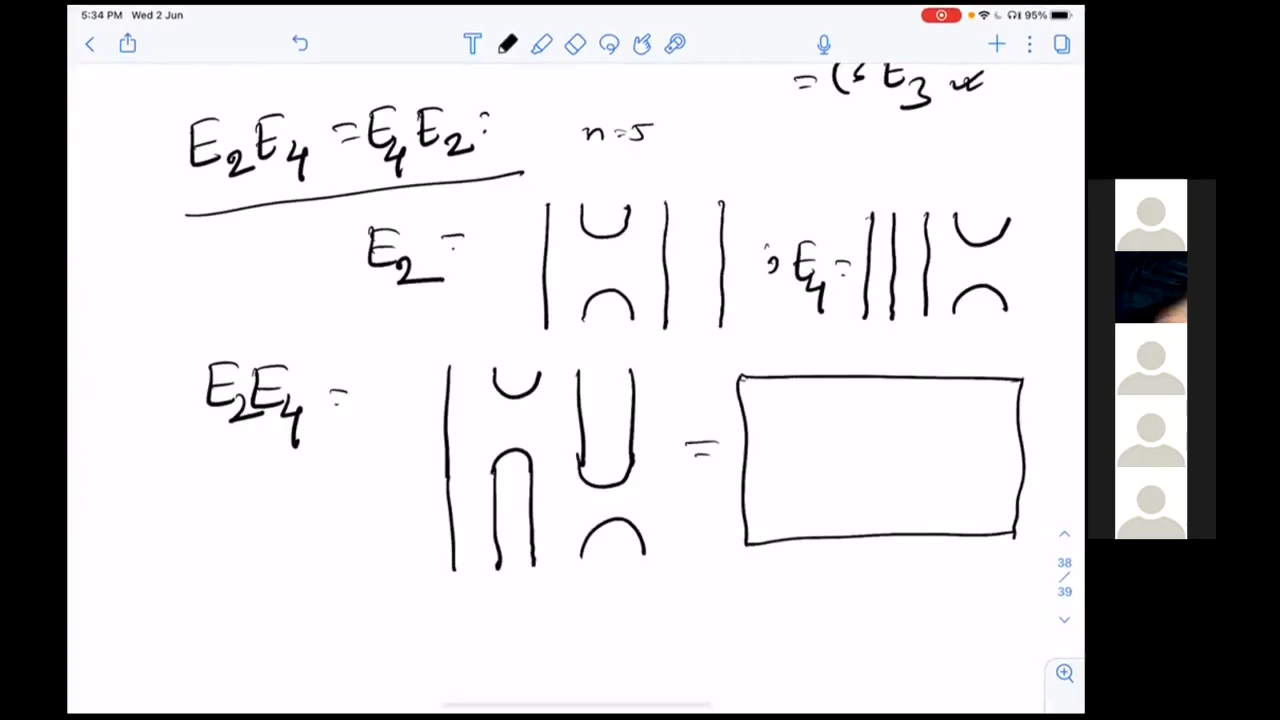 5:34 PM Wed 2 Jun
95%
T
E₂E₄ = E₄E₂ :
n = 5
E₂ =
; E₄ =
E₂E₄ =
=
38
/
39